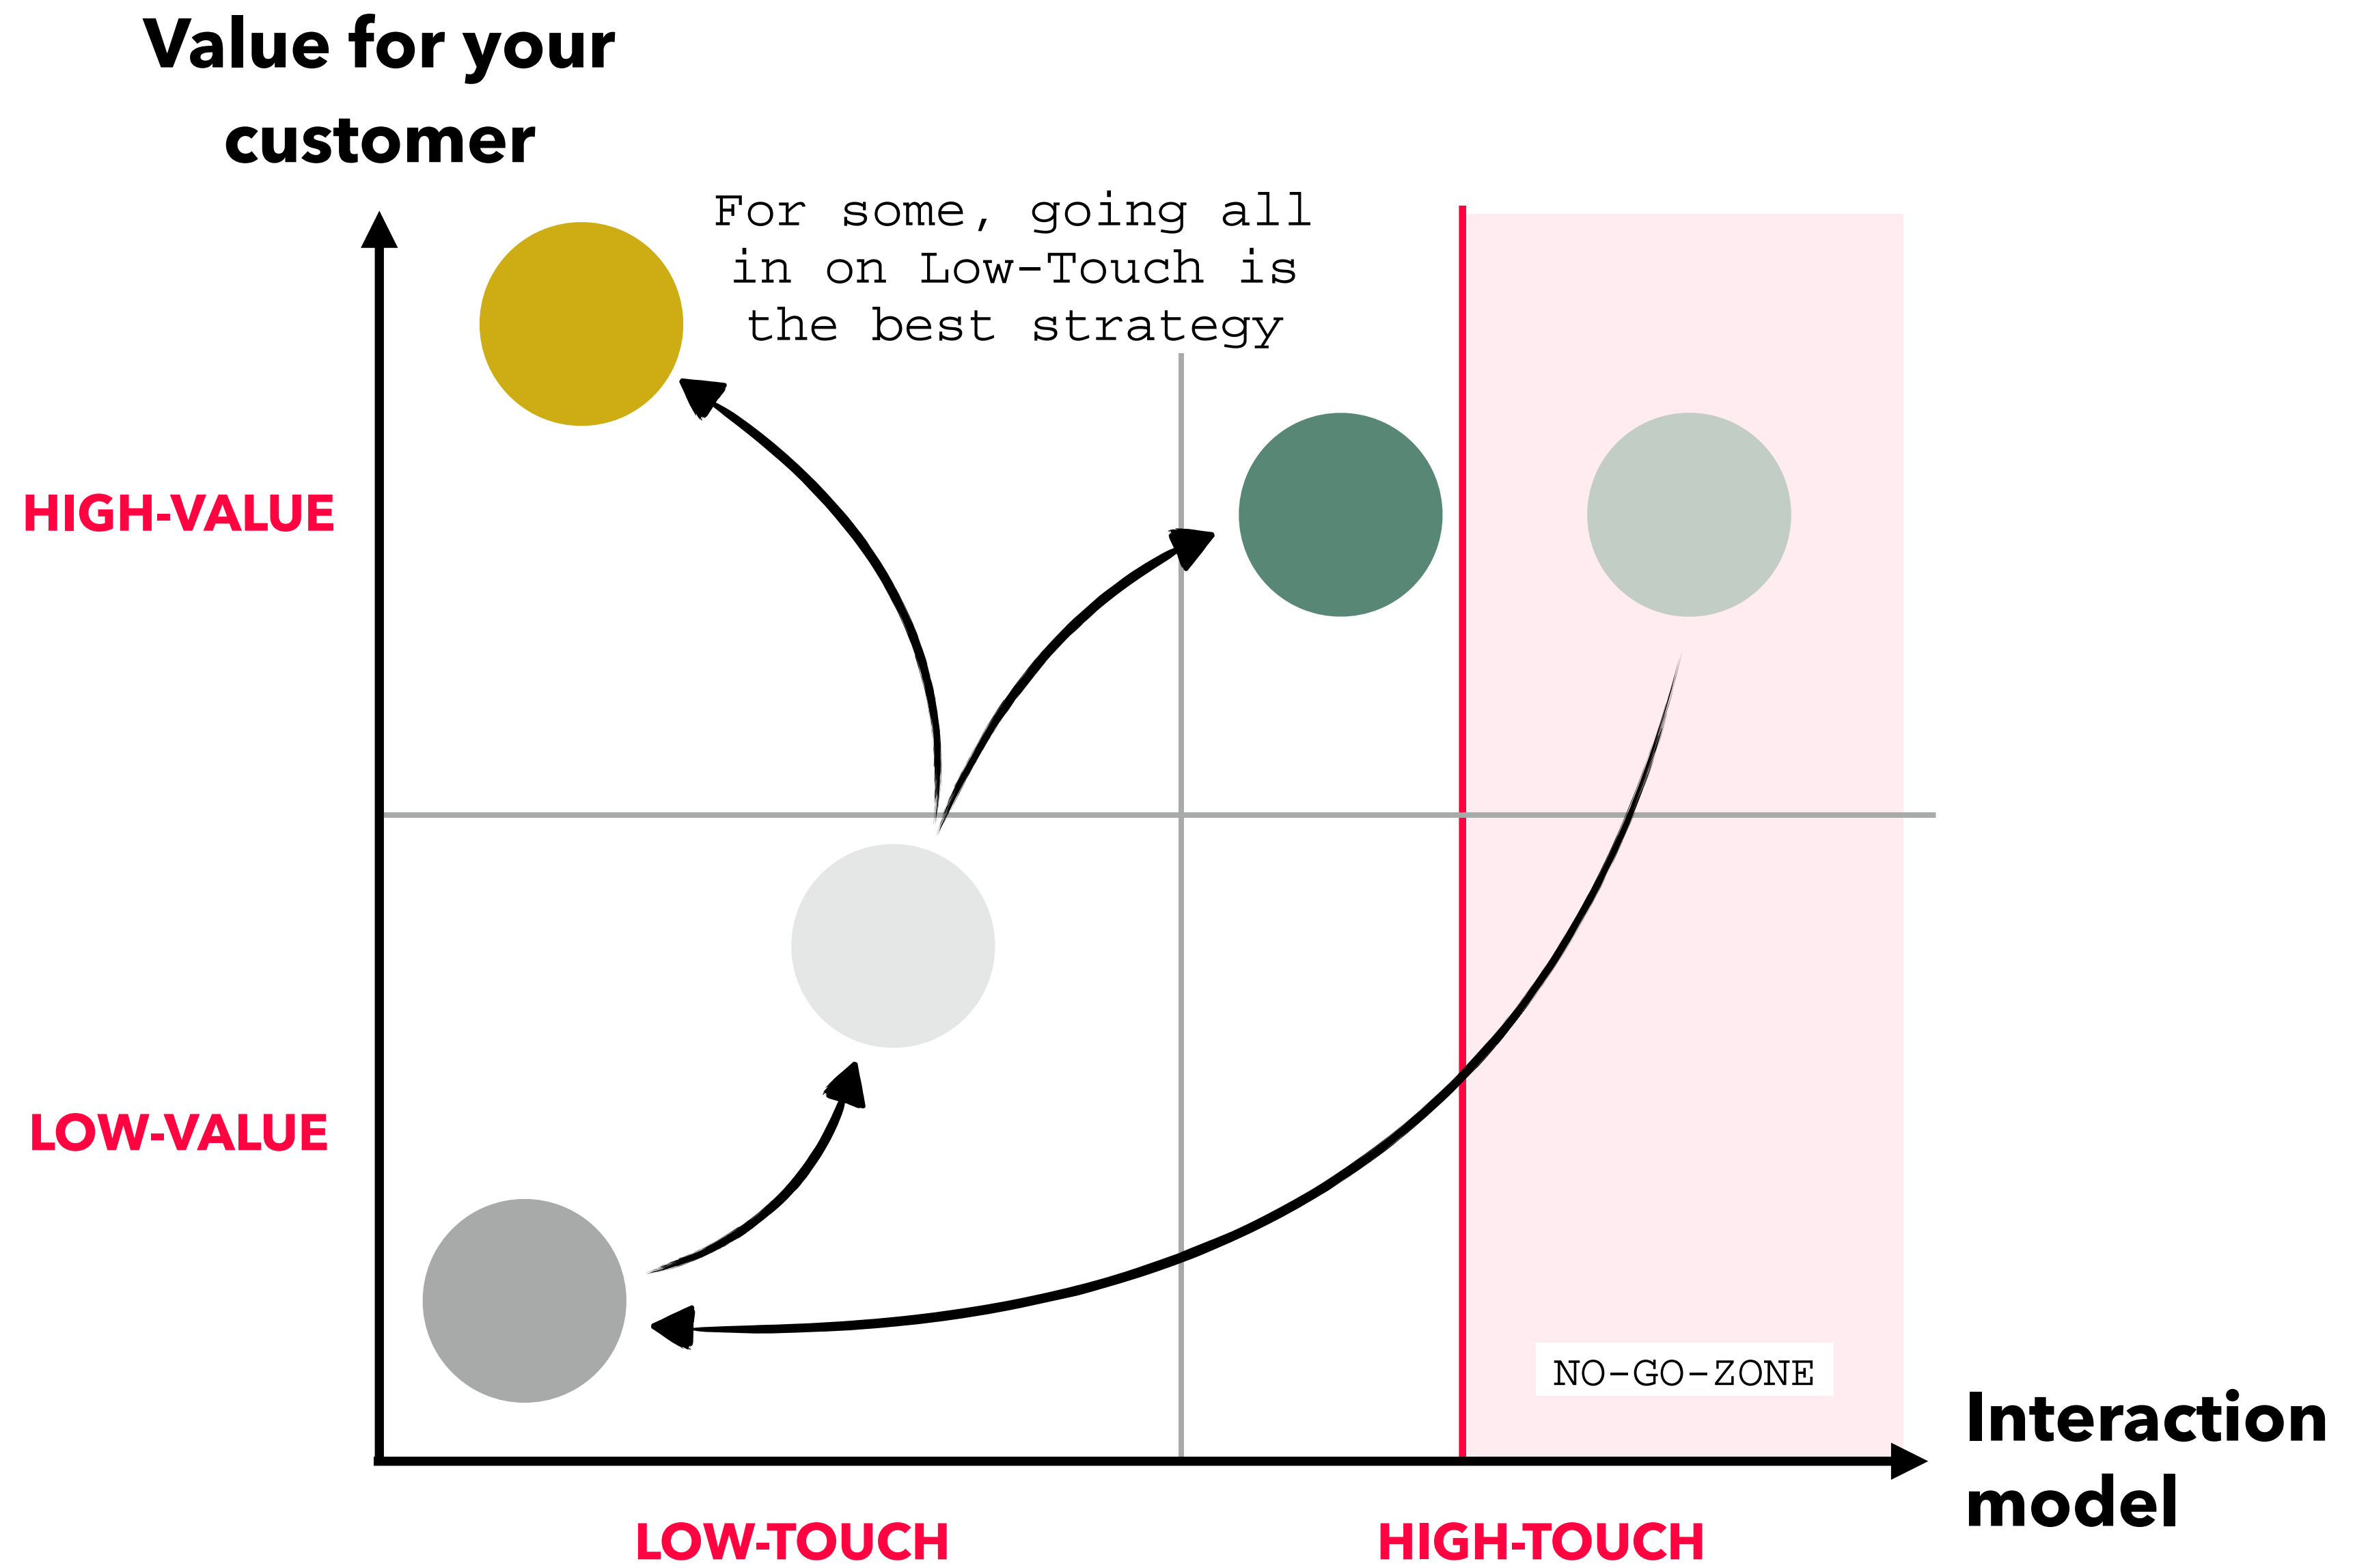 Value for your
customer
For some, going all
in on Low-Touch is
the best strategy
HIGH-VALUE
LOW-VALUE
NO-GO-ZONE
Interaction
model
LOW-TOUCH
HIGH-TOUCH